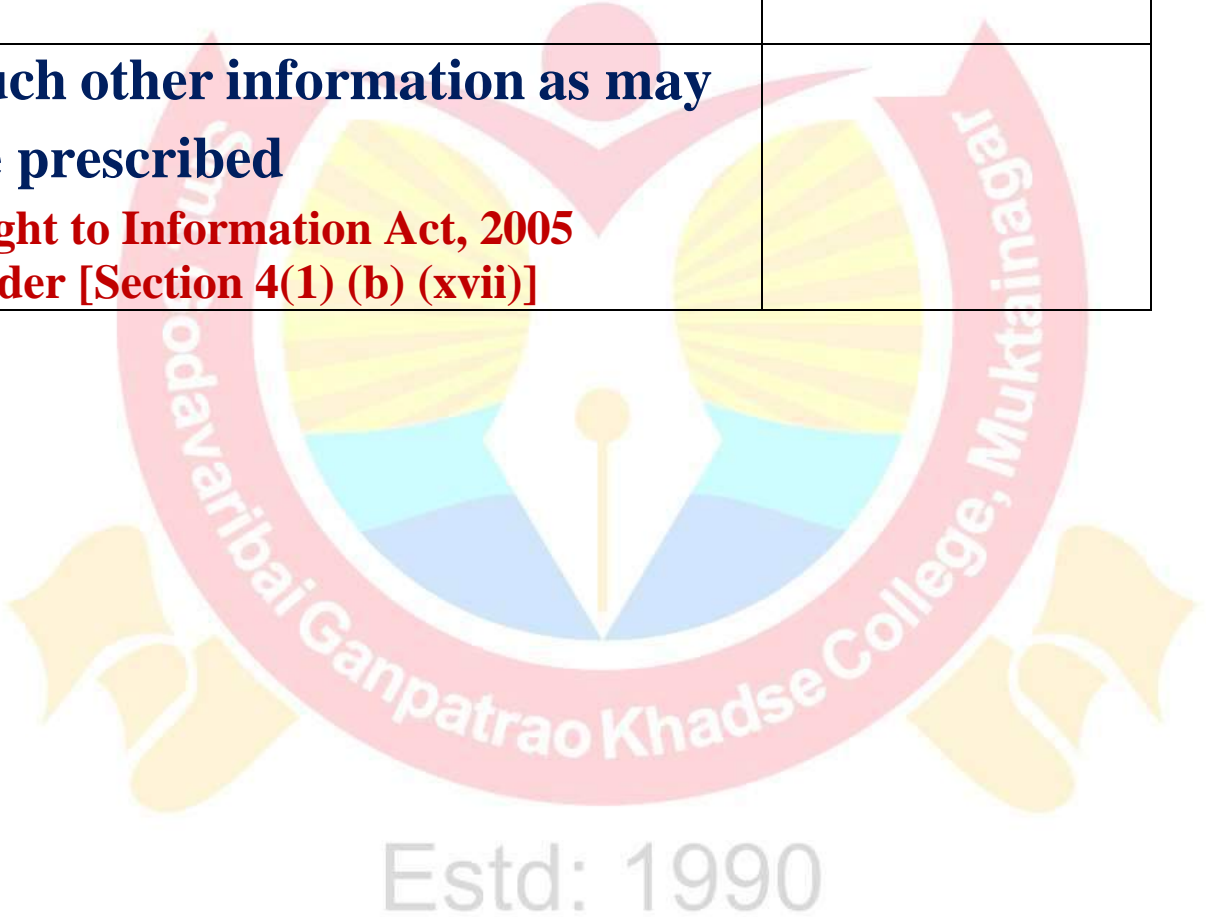 uch other information as may
e prescribed
ght to Information Act, 2005
der [Section 4(1) (b) (xvii)]
odavaribai Ganpatrao Khadse College, Muktainagar
Estd: 1990